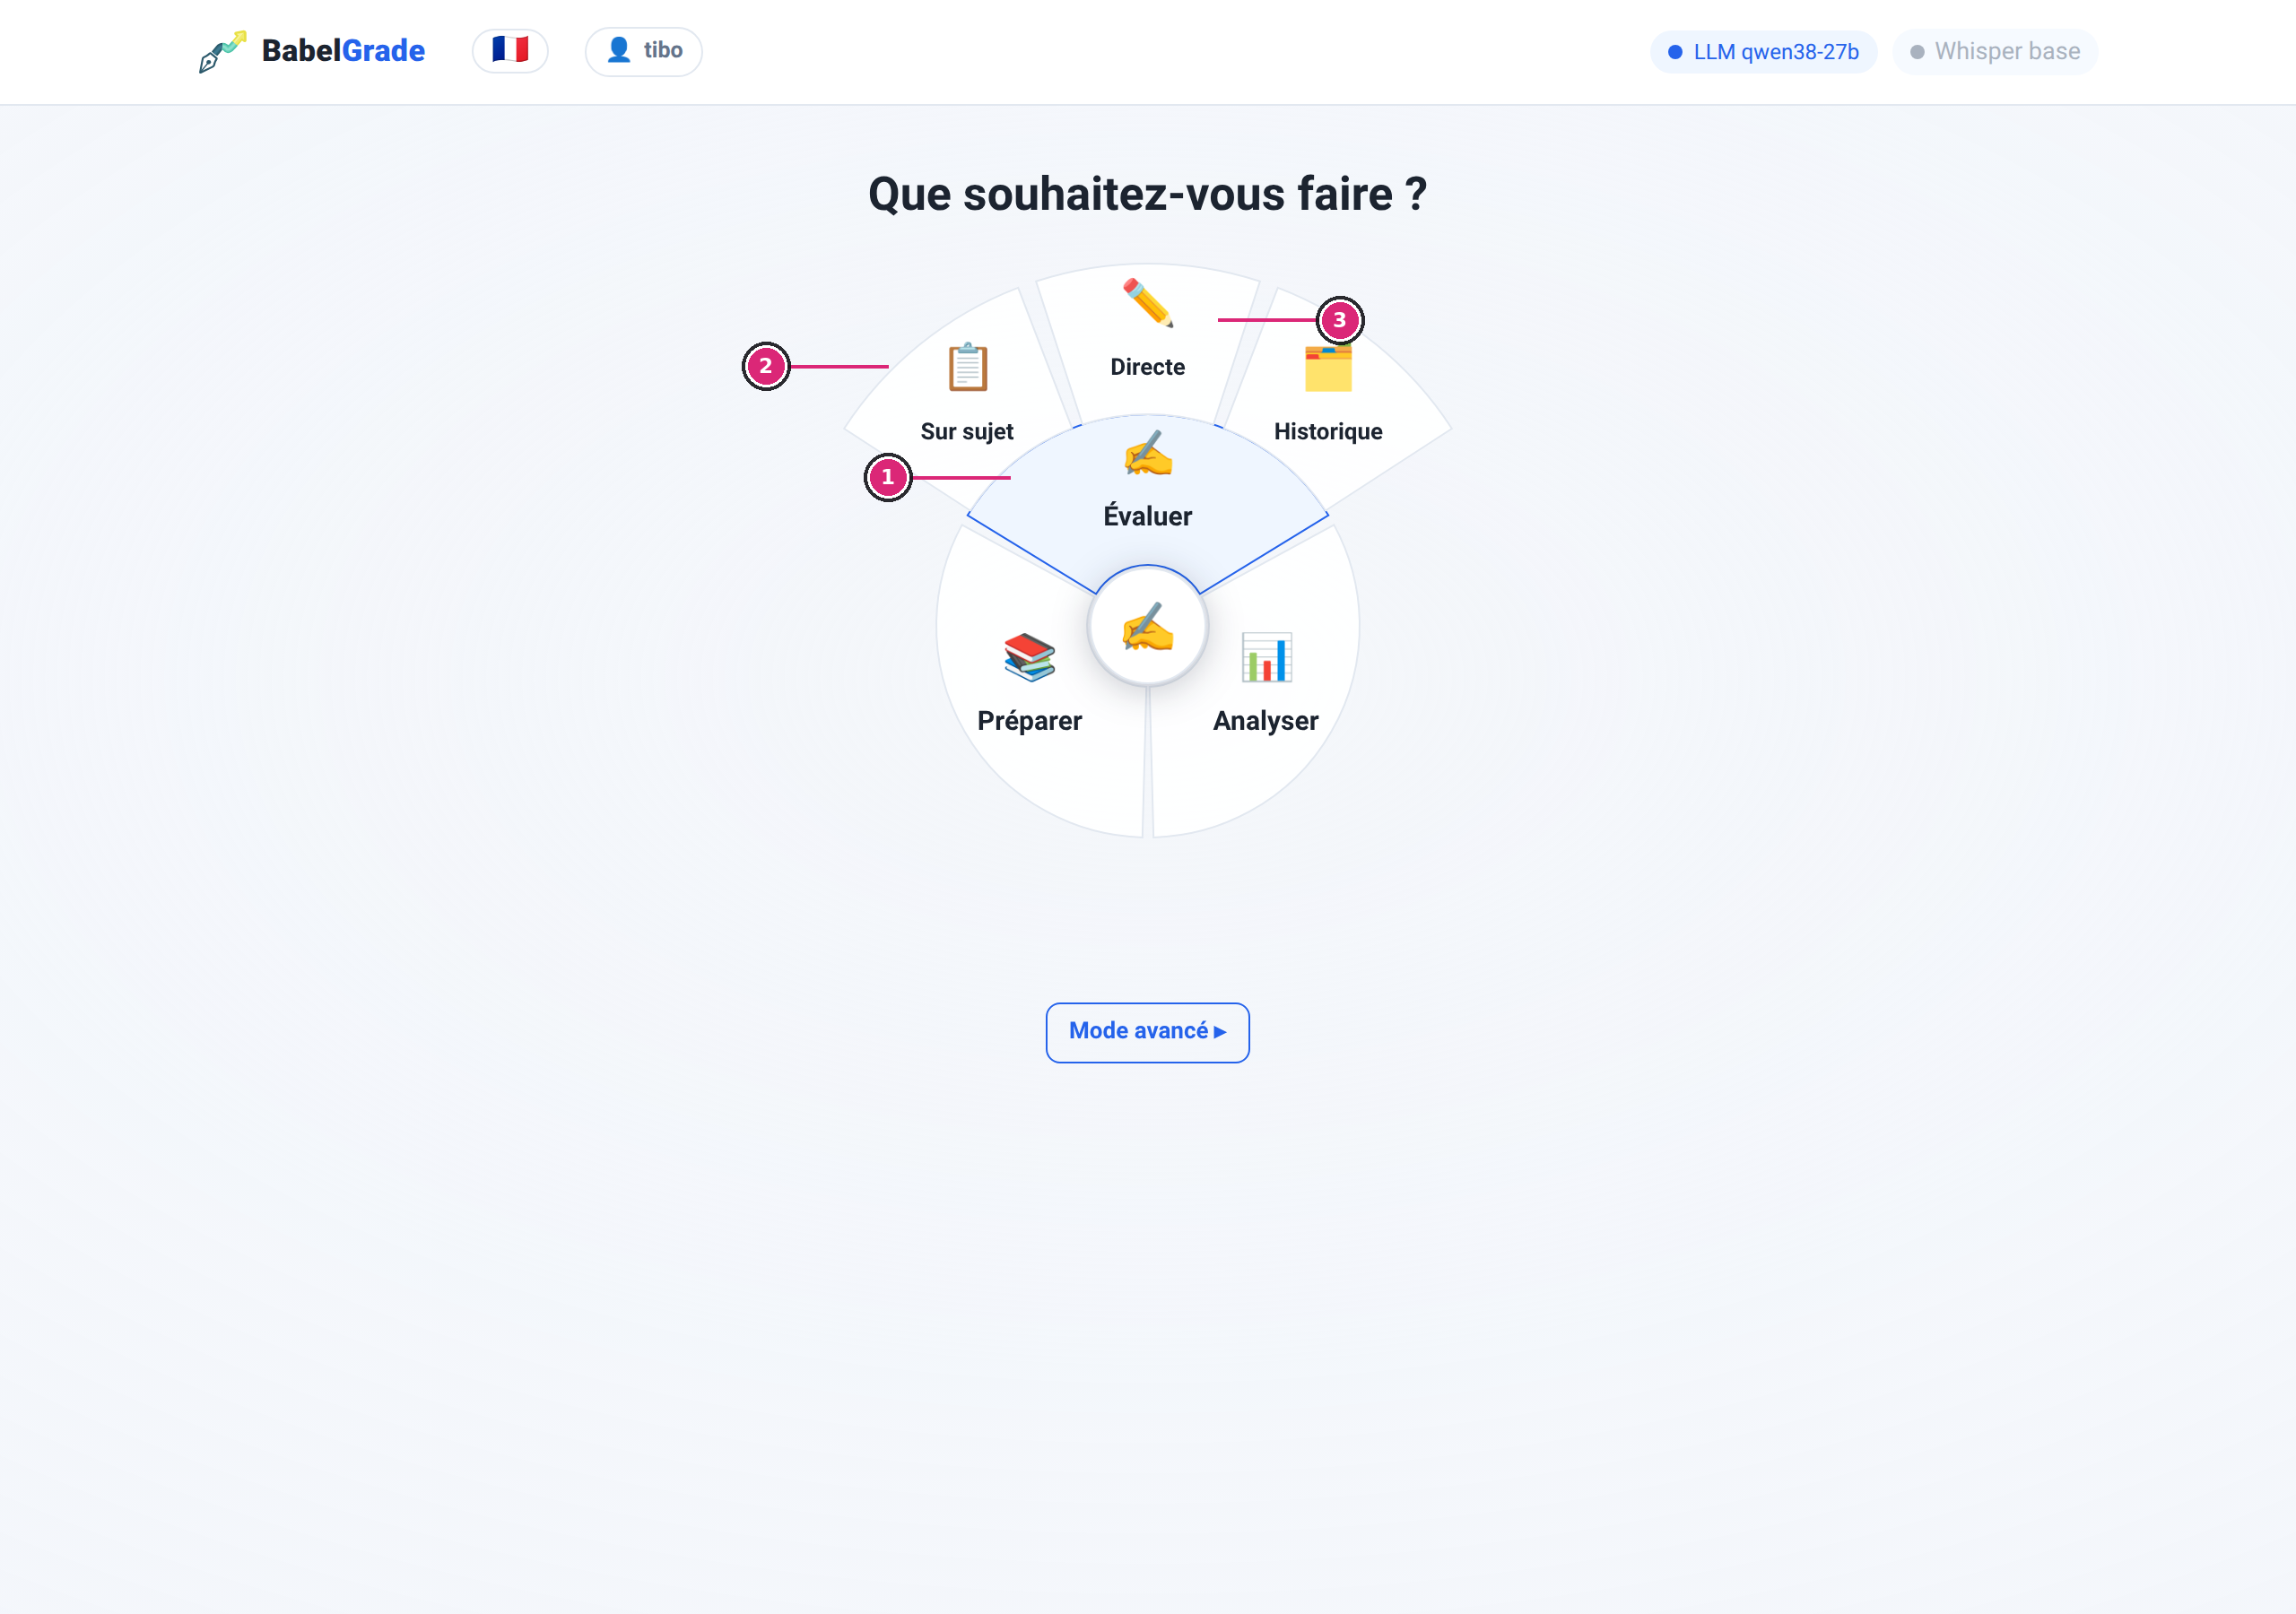 BabelGrade
tibo
LLM qwen38-27b
Whisper base
Que souhaitez-vous faire ?
3
2
Directe
Sur sujet
Historique
1
Évaluer
Préparer
Analyser
Mode avancé ▸